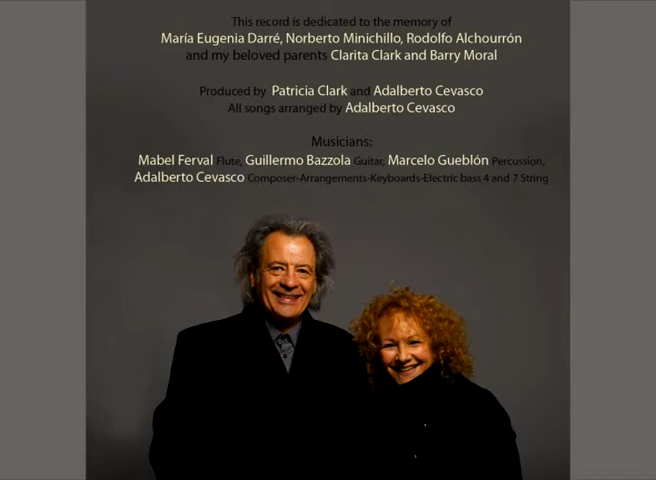 This record is dedicated to the memory of
María Eugenia Darré, Norberto Minichillo, Rodolfo Alchourrón
and my beloved parents Clarita Clark and Barry Moral
Produced by Patricia Clark and Adalberto Cevasco
All songs arranged by Adalberto Cevasco
Musicians:
Mabel Ferval Flute, Guillermo Bazzola Guitar, Marcelo Gueblón Percussion,
Adalberto Cevasco Composer-Arrangements-Keyboards-Electric bass 4 and 7 String